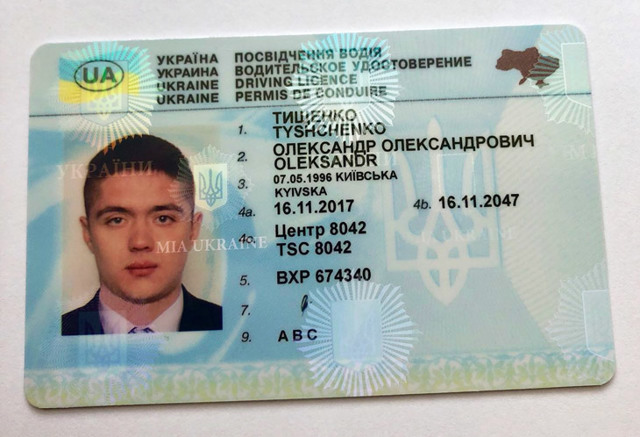 UA
УКРАЇНА ПОСВІДЧЕННЯ ВОДІЯ
УКРАИНА ВОДИТЕЛЬСКОЕ УДОСТОВЕРЕНИЕ
UKRAINE DRIVING LICENCE
UKRAINE PERMIS DE CONDUIRE
1. ТИЩЕНКО
TYSHCHENKO
2. ОЛЕКСАНДР ОЛЕКСАНДРОВИЧ
OLEKSANDR
3. 07.05.1996 КИЇВСЬКА
KYIVSKA
4a. 16.11.2017 4b. 16.11.2047
4c. Центр 8042
TSC 8042
5. BXP 674340
7.
9. A B C
УКРАЇНИ
MIA UKRAINE